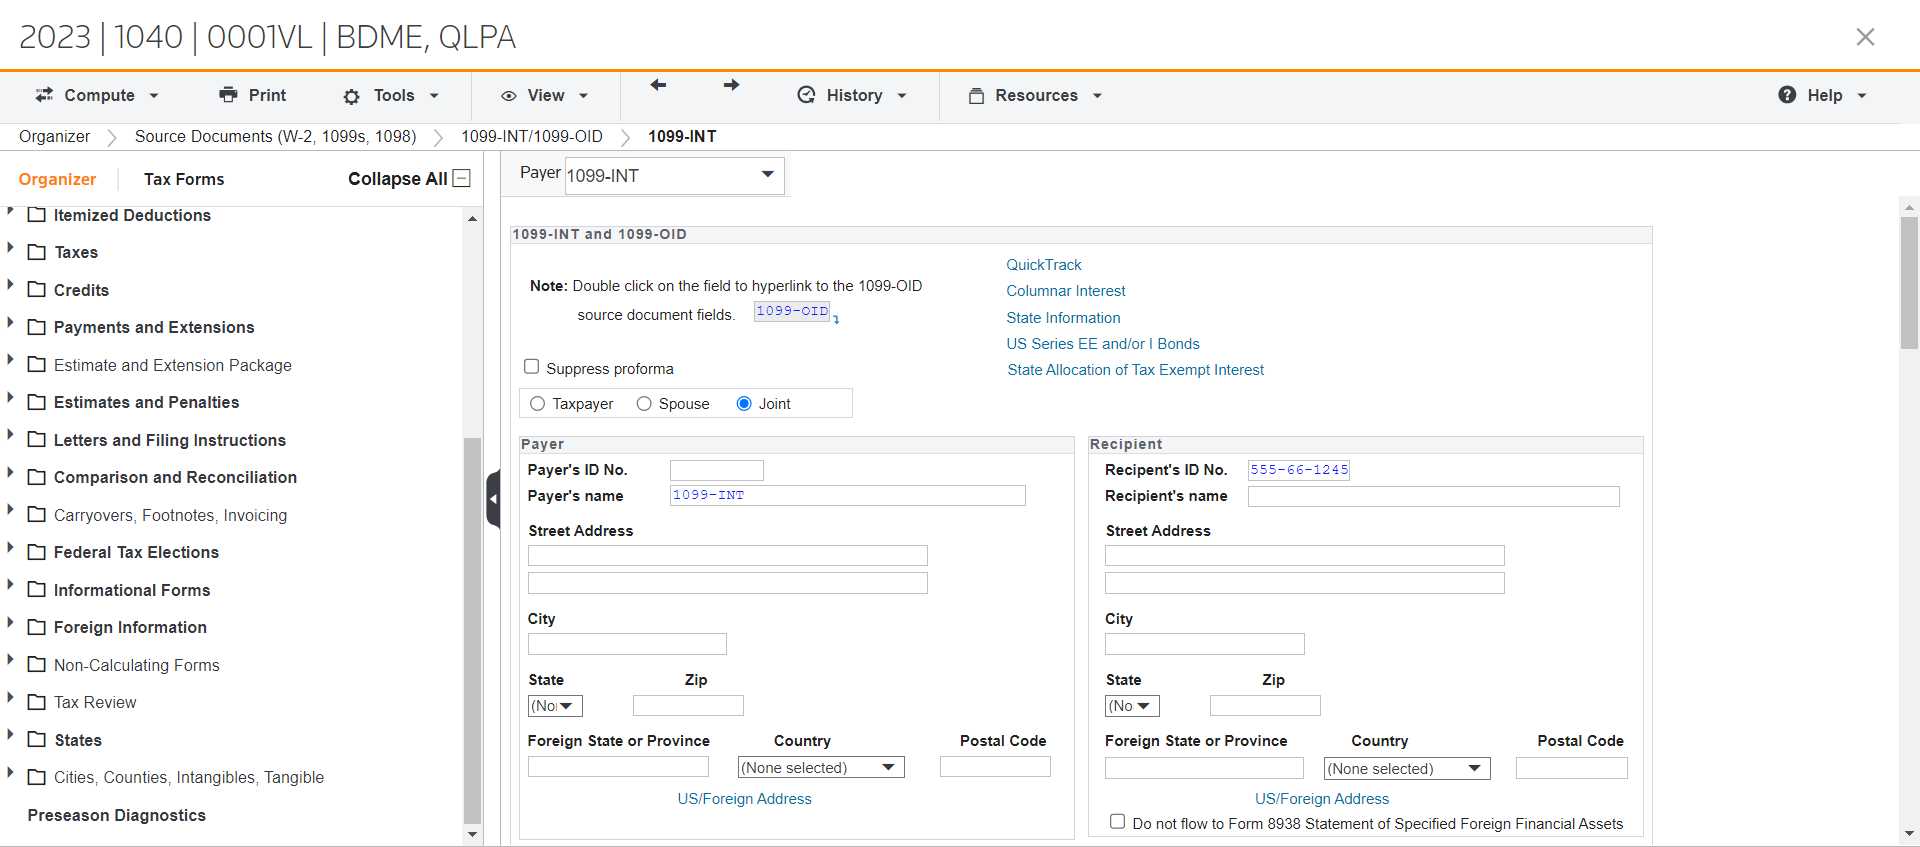 2023 | 1040 | 0001VL | BDME, QLPA
Compute Print Tools View History Resources Help
Organizer Source Documents (W-2, 1099s, 1098) 1099-INT/1099-OID 1099-INT
Organizer Tax Forms Collapse All
Itemized Deductions
Taxes
Credits
Payments and Extensions
Estimate and Extension Package
Estimates and Penalties
Letters and Filing Instructions
Comparison and Reconciliation
Carryovers, Footnotes, Invoicing
Federal Tax Elections
Informational Forms
Foreign Information
Non-Calculating Forms
Tax Review
States
Cities, Counties, Intangibles, Tangible
Preseason Diagnostics
Payer 1099-INT
1099-INT and 1099-OID
Note: Double click on the field to hyperlink to the 1099-OID
source document fields. 1099-OID
QuickTrack
Columnar Interest
State Information
US Series EE and/or I Bonds
State Allocation of Tax Exempt Interest
Suppress proforma
Taxpayer Spouse Joint
Payer
Payer's ID No.
Payer's name 1099-INT
Street Address
City
State Zip
(No
Foreign State or Province Country Postal Code
(None selected)
US/Foreign Address
Recipient
Recipent's ID No. 555-66-1245
Recipient's name
Street Address
City
State Zip
(No
Foreign State or Province Country Postal Code
(None selected)
US/Foreign Address
Do not flow to Form 8938 Statement of Specified Foreign Financial Assets